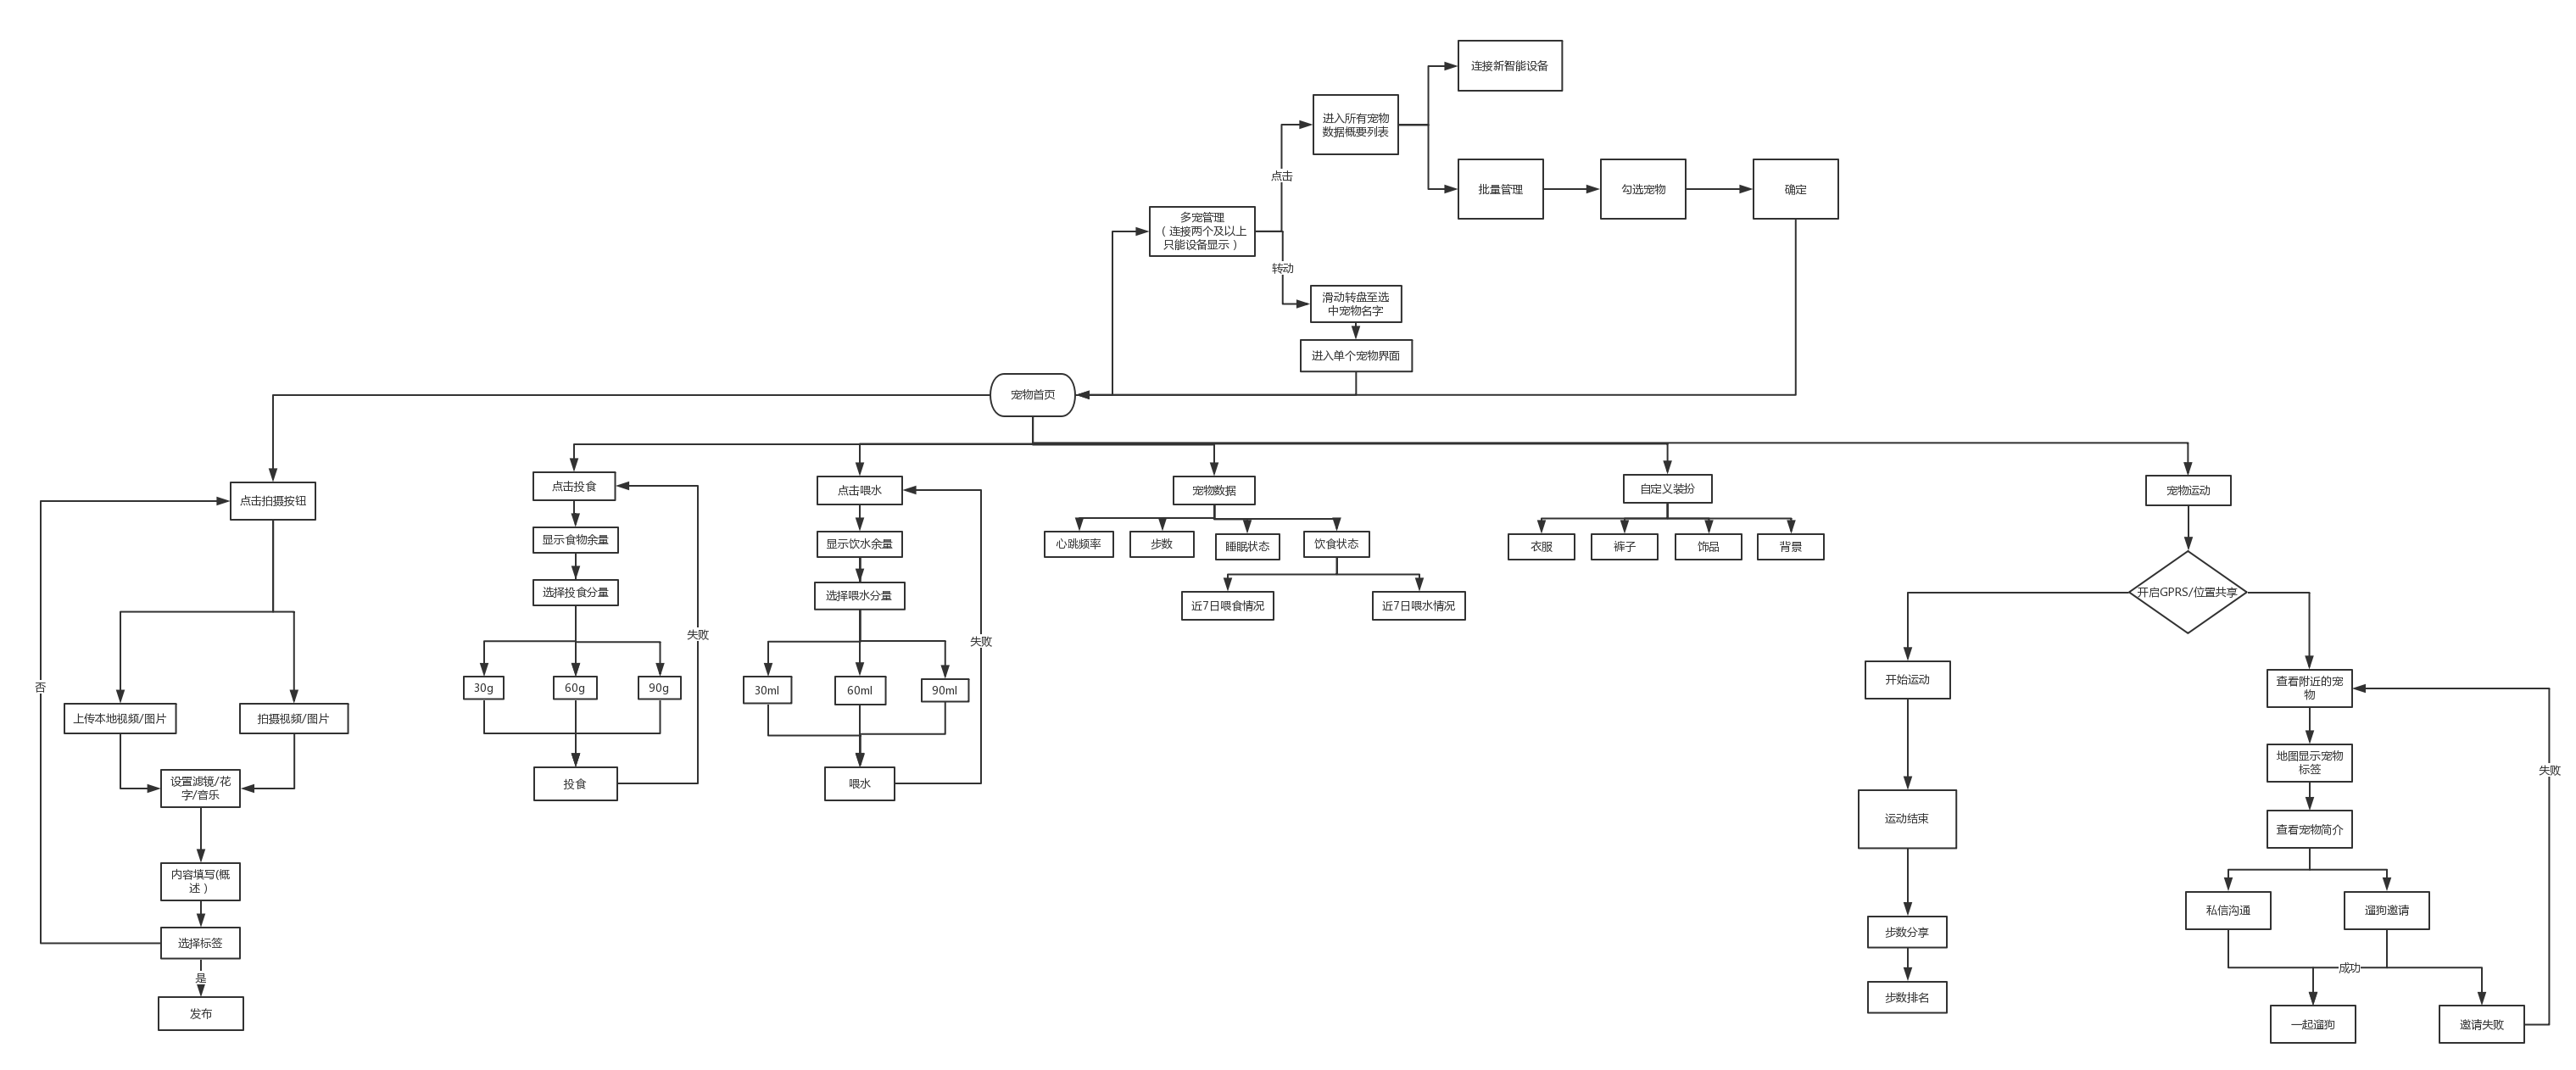 连接新智能设备
进入所有宠物
数据概要列表
点击
批量管理
勾选宠物
确定
多宠管理
（连接两个及以上
只能设备显示）
转动
滑动转盘至选
中宠物名字
进入单个宠物界面
宠物首页
点击拍摄按钮
上传本地视频/图片
拍摄视频/图片
设置滤镜/花
字/音乐
内容填写(概
述）
选择标签
否
是
发布
点击投食
显示食物余量
选择投食分量
30g
60g
90g
投食
失败
点击喂水
显示饮水余量
选择喂水分量
30ml
60ml
90ml
喂水
失败
宠物数据
心跳频率
步数
睡眠状态
饮食状态
近7日喂食情况
近7日喂水情况
自定义装扮
衣服
裤子
饰品
背景
宠物运动
开启GPRS/位置共享
开始运动
运动结束
步数分享
步数排名
查看附近的宠
物
地图显示宠物
标签
查看宠物简介
私信沟通
遛狗邀请
成功
一起遛狗
邀请失败
失败